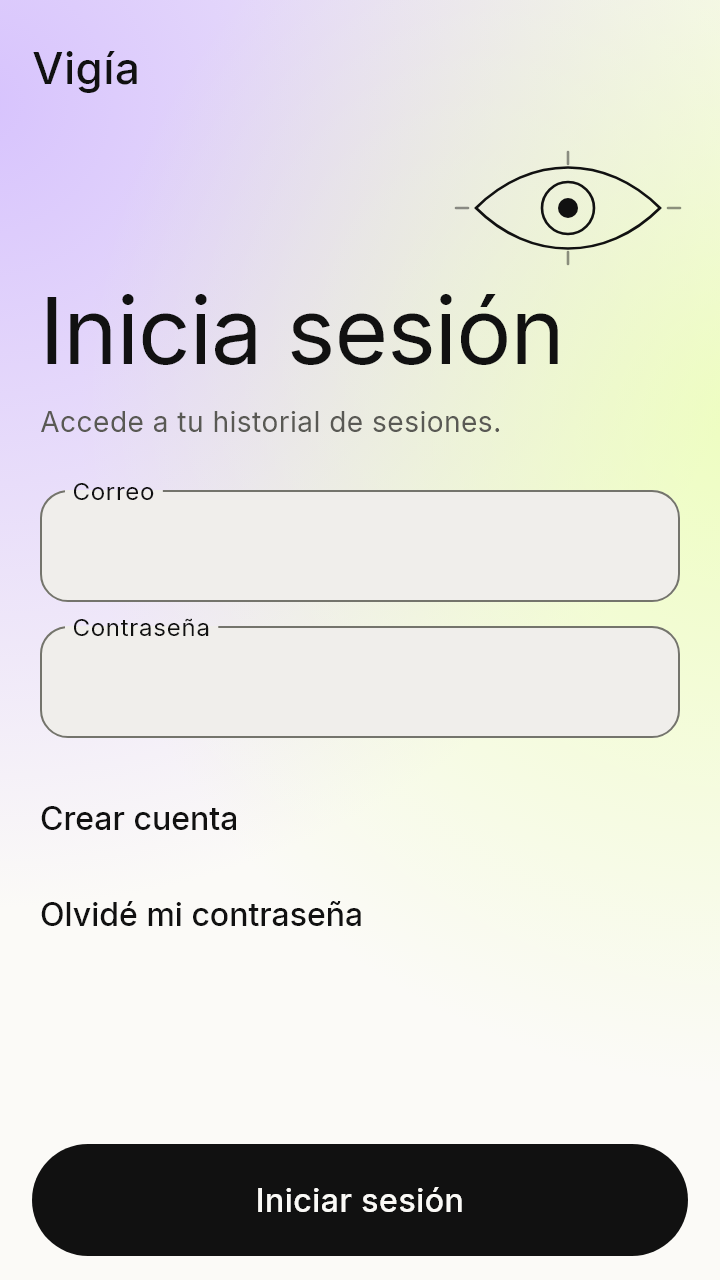 Vigía
Inicia sesión
Accede a tu historial de sesiones.
Correo
Contraseña
Crear cuenta
Olvidé mi contraseña
Iniciar sesión